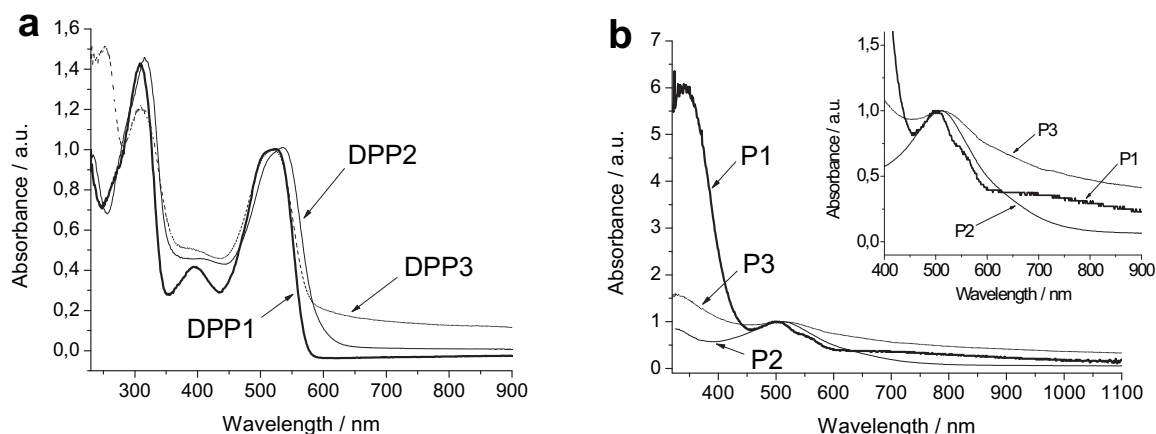 a
1,6
1,4
1,2
1,0
0,8
0,6
0,4
0,2
0,0
Absorbance / a.u.
DPP2
DPP3
DPP1
300 400 500 600 700 800 900
Wavelength / nm
b
7
6
5
4
3
2
1
0
Absorbance / a.u.
P1
P3
P2
400 500 600 700 800 900 1000 1100
Wavelength / nm
1,5
1,0
0,5
0,0
Absorbance / a.u.
P3
P1
P2
400 500 600 700 800 900
Wavelength / nm